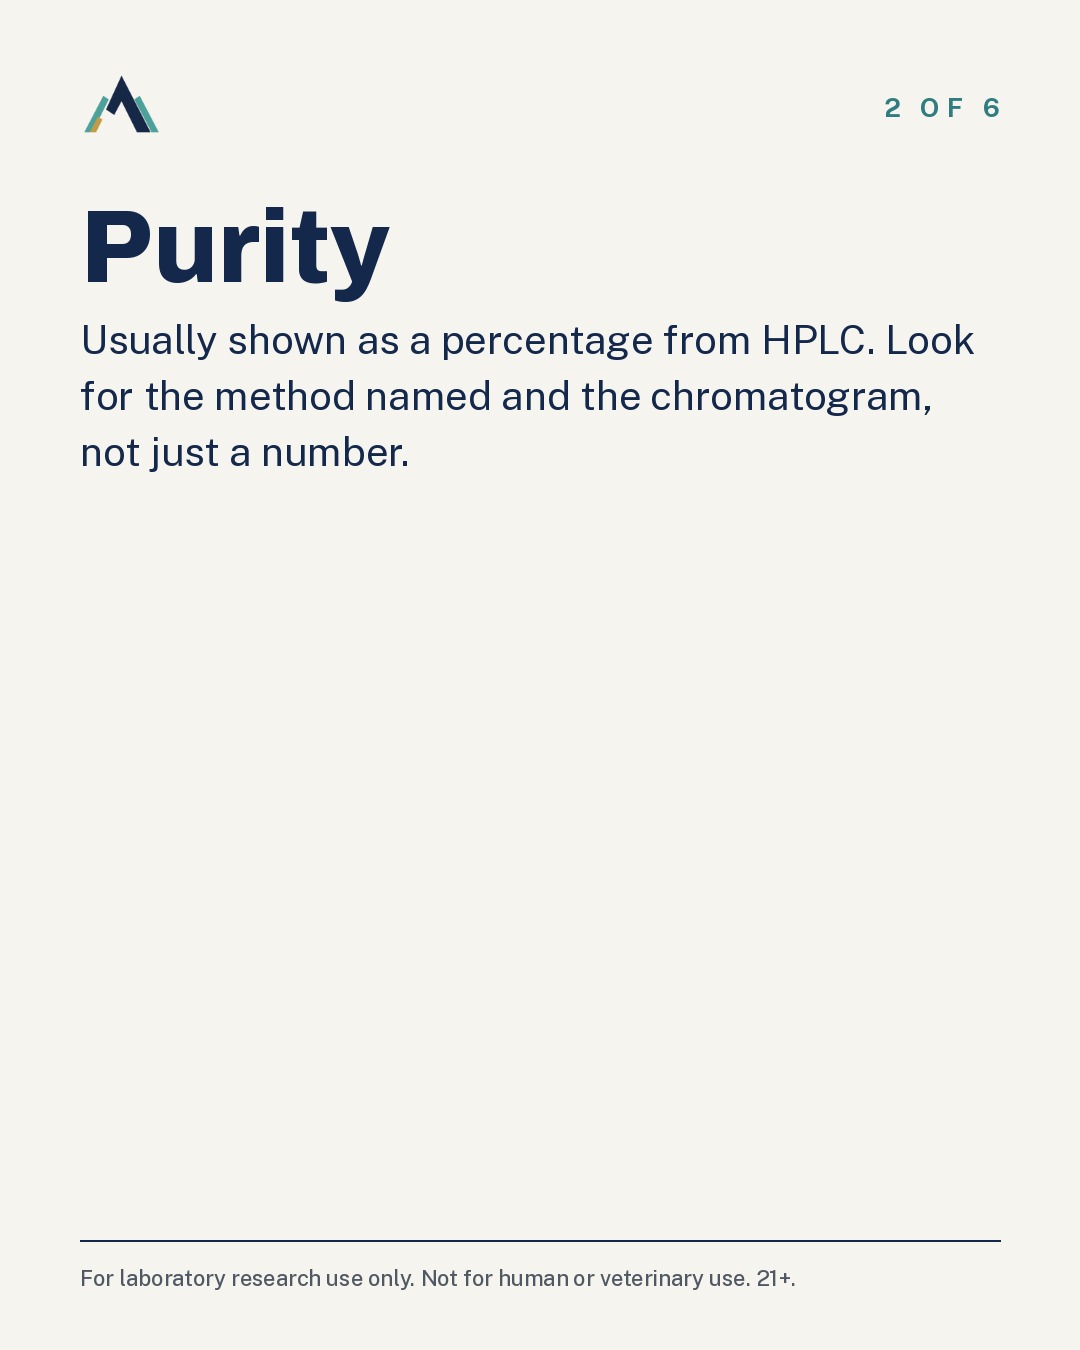 2 OF 6
Purity
Usually shown as a percentage from HPLC. Look
for the method named and the chromatogram,
not just a number.
For laboratory research use only. Not for human or veterinary use. 21+.